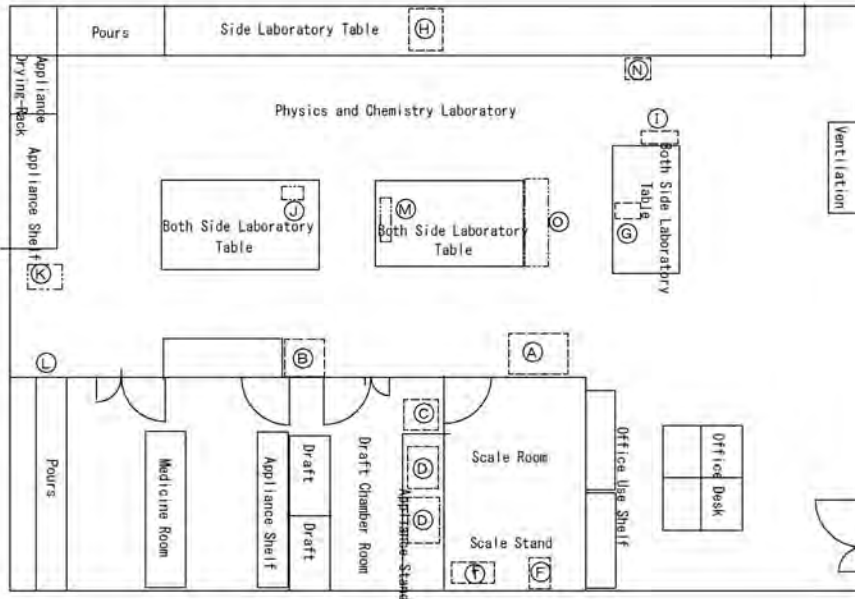 Pours
Side Laboratory Table
H
N
Appliance
Drying-Rack
Physics and Chemistry Laboratory
I
Ventilation
Appliance Shelf
J
M
Both Side Laboratory
Table
Both Side Laboratory
Table
O
Both Side Laboratory
Table
G
K
L
B
A
C
Pours
Medicine Room
Appliance Shelf
Draft
Draft
Draft Chamber Room
Appliance Stand
D
D
Scale Room
Scale Stand
F
Office Use Shelf
Office Desk